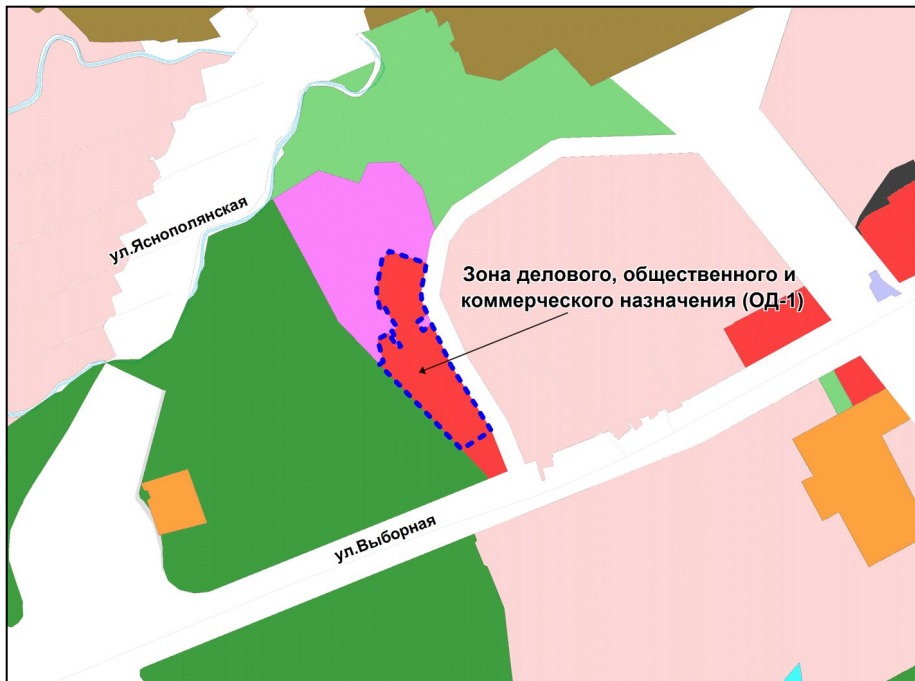 ул.Яснополянская
Зона делового, общественного и
коммерческого назначения (ОД-1)
ул.Выборная